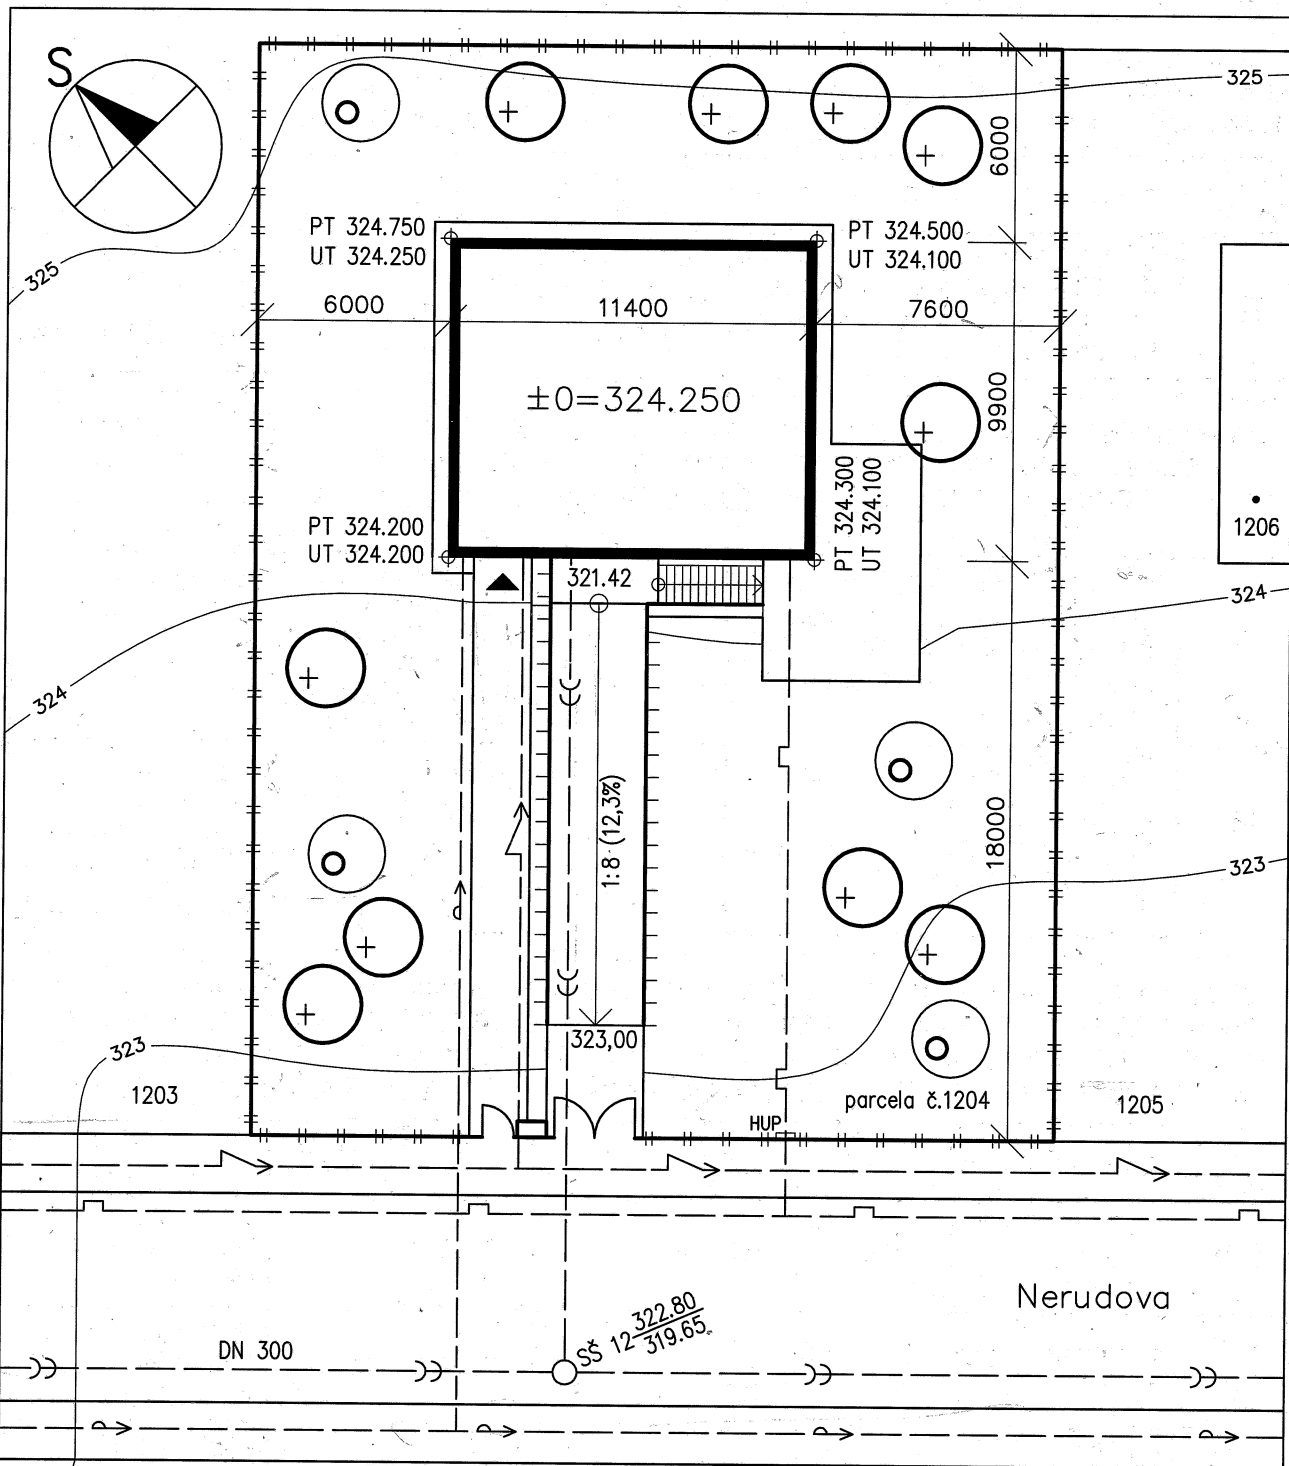 S
325
6000
325
PT 324.750
UT 324.250
PT 324.500
UT 324.100
6000
11400
7600
±0=324.250
9900
PT 324.300
UT 324.100
1206
PT 324.200
UT 324.200
321.42
324
324
1:8 (12,3%)
18000
323
323,00
323
1203
parcela č.1204
1205
HUP
Nerudova
SŠ 12 322.80
319.65
DN 300